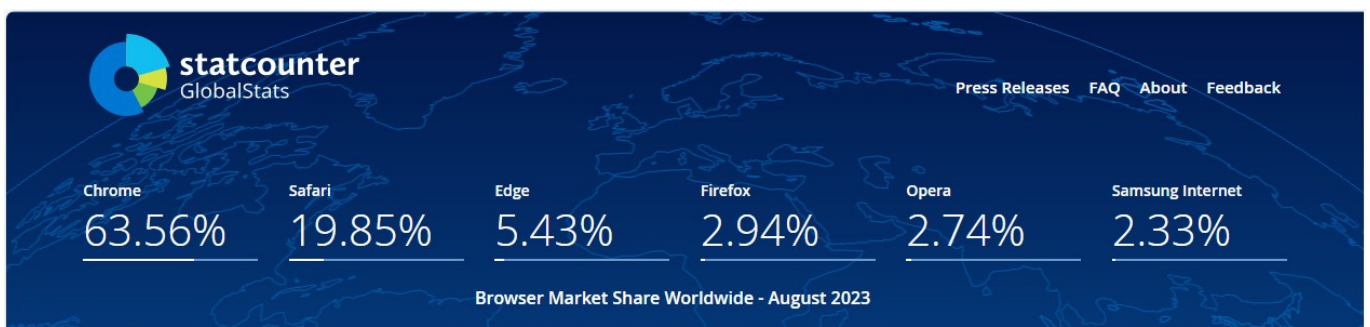 statcounter
GlobalStats
Press Releases FAQ About Feedback
Chrome Safari Edge Firefox Opera Samsung Internet
63.56% 19.85% 5.43% 2.94% 2.74% 2.33%
Browser Market Share Worldwide - August 2023